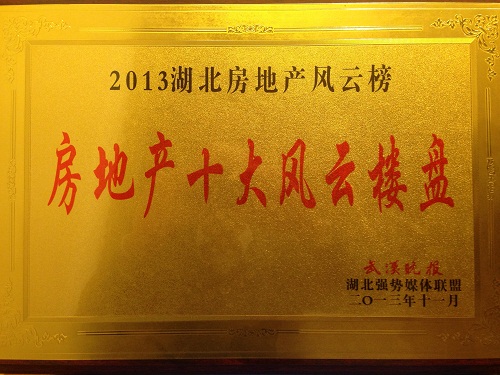 2013湖北房地产风云榜
房地产十大风云楼盘
武漢晚报
湖北强势媒体联盟
二〇一三年十一月